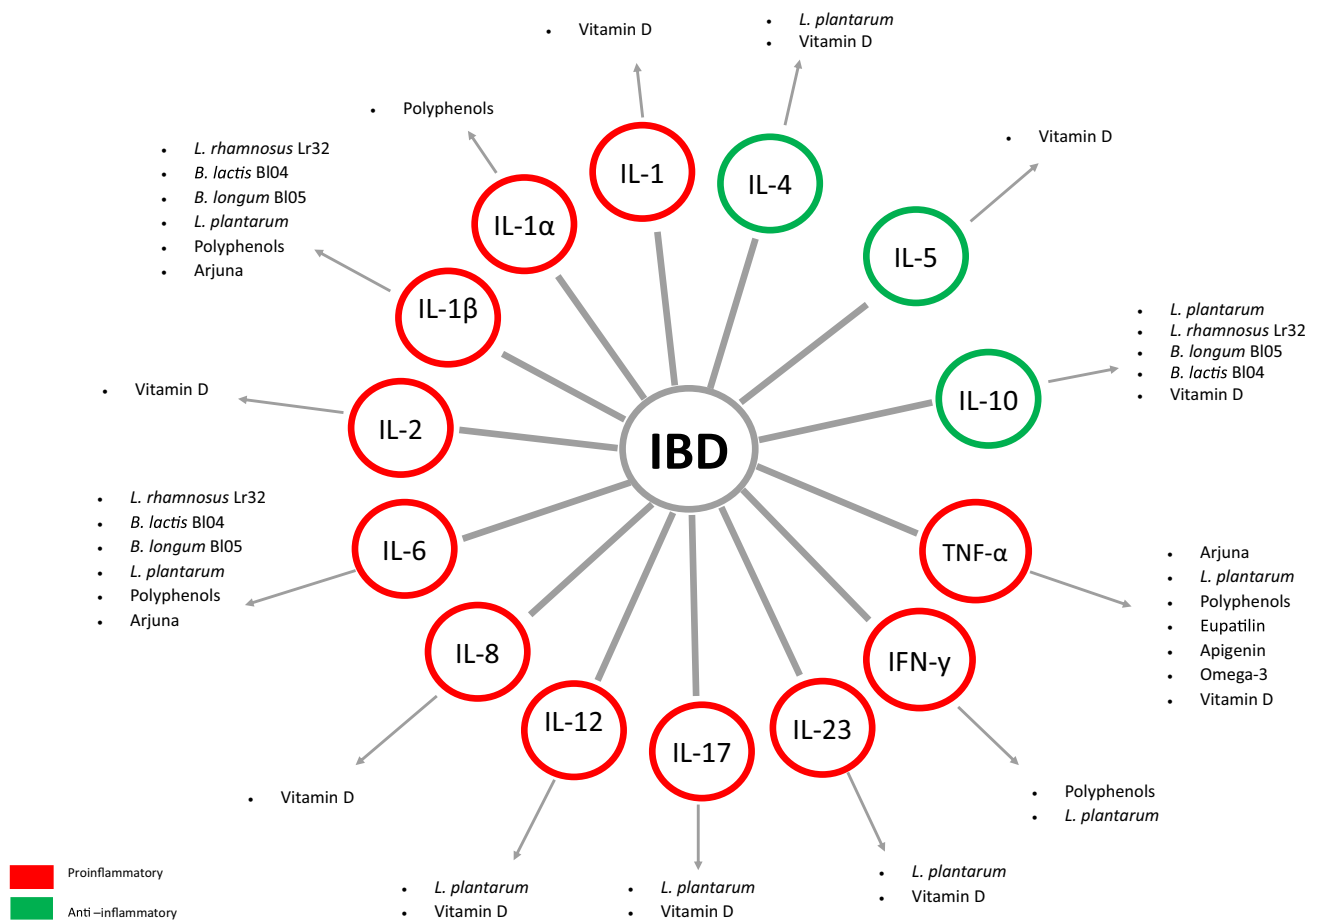 • Vitamin D
• L. plantarum
• Vitamin D
• Polyphenols
• Vitamin D
• L. rhamnosus Lr32
• B. lactis Bl04
• B. longum Bl05
• L. plantarum
• Polyphenols
• Arjuna
IL-1
IL-4
IL-1α
IL-5
IL-1β
• L. plantarum
• L. rhamnosus Lr32
• B. longum Bl05
• B. lactis Bl04
• Vitamin D
• Vitamin D
IL-2
IL-10
IBD
• L. rhamnosus Lr32
• B. lactis Bl04
• B. longum Bl05
• L. plantarum
• Polyphenols
• Arjuna
IL-6
TNF-α
• Arjuna
• L. plantarum
• Polyphenols
• Eupatilin
• Apigenin
• Omega-3
• Vitamin D
IL-8
IFN-y
IL-12
IL-17
IL-23
• Vitamin D
• Polyphenols
• L. plantarum
• L. plantarum
• Vitamin D
• L. plantarum
• Vitamin D
• L. plantarum
• Vitamin D
Proinflammatory
Anti –inflammatory